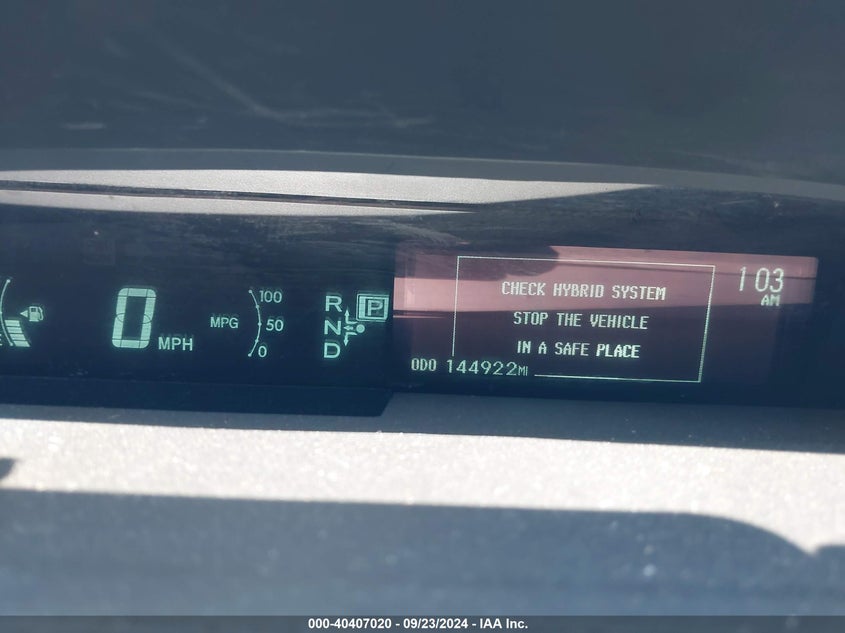 0 MPH
MPG
100
50
0
R
N
D
P
CHECK HYBRID SYSTEM
STOP THE VEHICLE
IN A SAFE PLACE
1 03
AM
ODO 144922MI
E
000-40407020 - 09/23/2024 - IAA Inc.